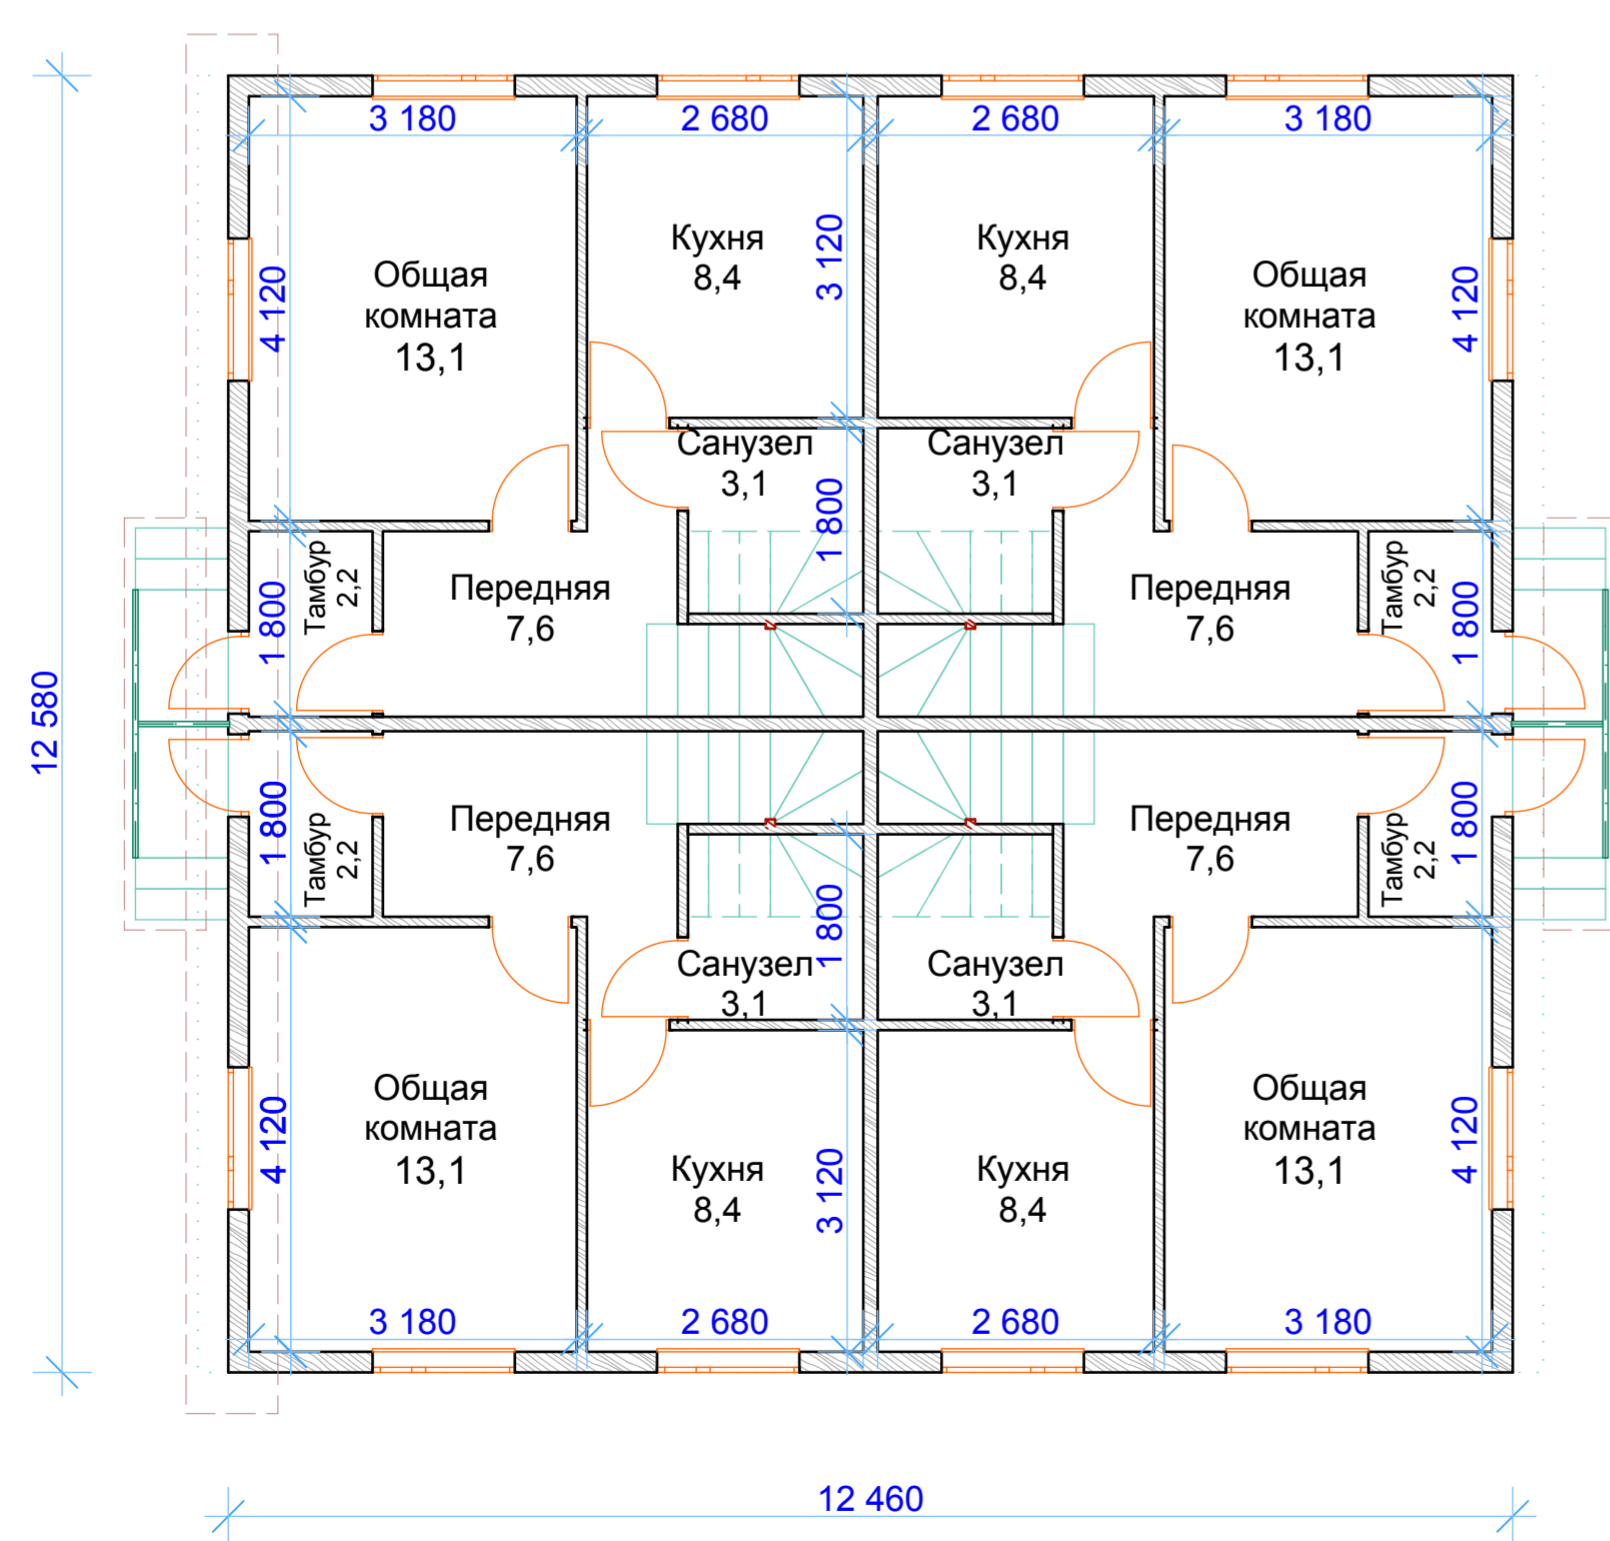 3 180
2 680
2 680
3 180
Общая
комната
13,1
4 120
Кухня
8,4
3 120
Кухня
8,4
Общая
комната
13,1
4 120
Санузел
3,1
1 800
Санузел
3,1
Тамбур
2,2
1 800
Передняя
7,6
Передняя
7,6
Тамбур
2,2
1 800
12 580
Тамбур
2,2
1 800
Передняя
7,6
Передняя
7,6
Тамбур
2,2
1 800
Санузел
3,1
1 800
Санузел
3,1
Общая
комната
13,1
4 120
Кухня
8,4
3 120
Кухня
8,4
Общая
комната
13,1
4 120
3 180
2 680
2 680
3 180
12 460